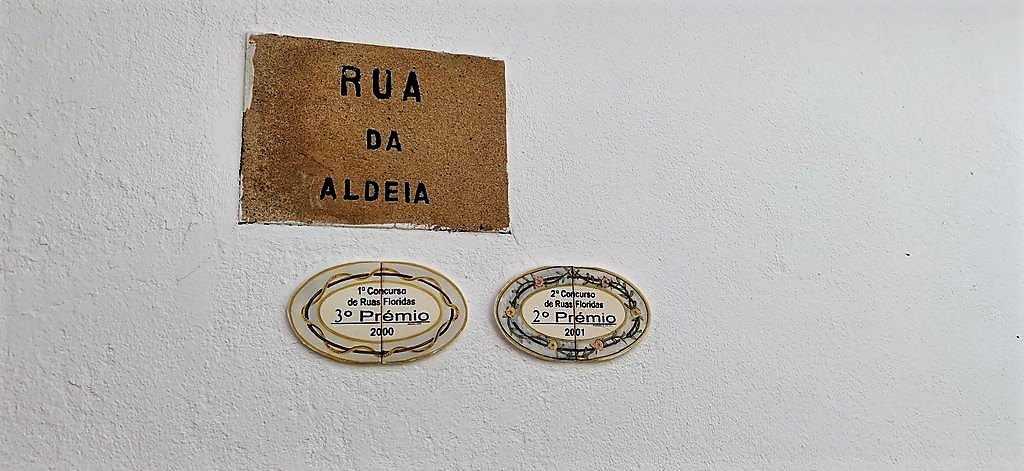 RUA
DA
ALDEIA
1º Concurso
de Ruas Floridas
3º Prémio
2000
2º Concurso
de Ruas Floridas
2º Prémio
2001